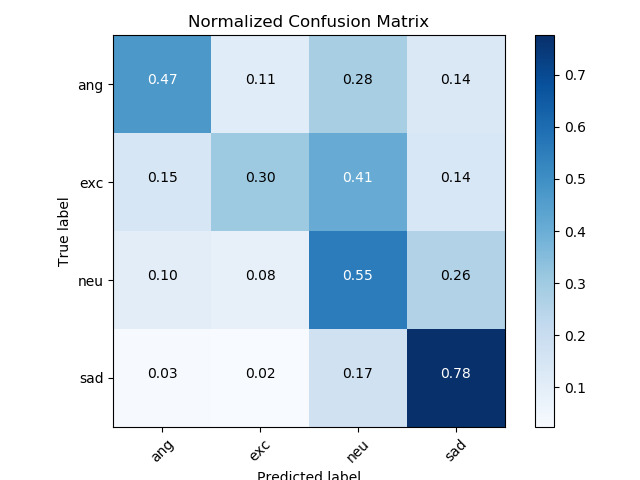 Normalized Confusion Matrix
True label
ang 0.47 0.11 0.28 0.14
exc 0.15 0.30 0.41 0.14
neu 0.10 0.08 0.55 0.26
sad 0.03 0.02 0.17 0.78
ang exc neu sad
Predicted label
0.7
0.6
0.5
0.4
0.3
0.2
0.1